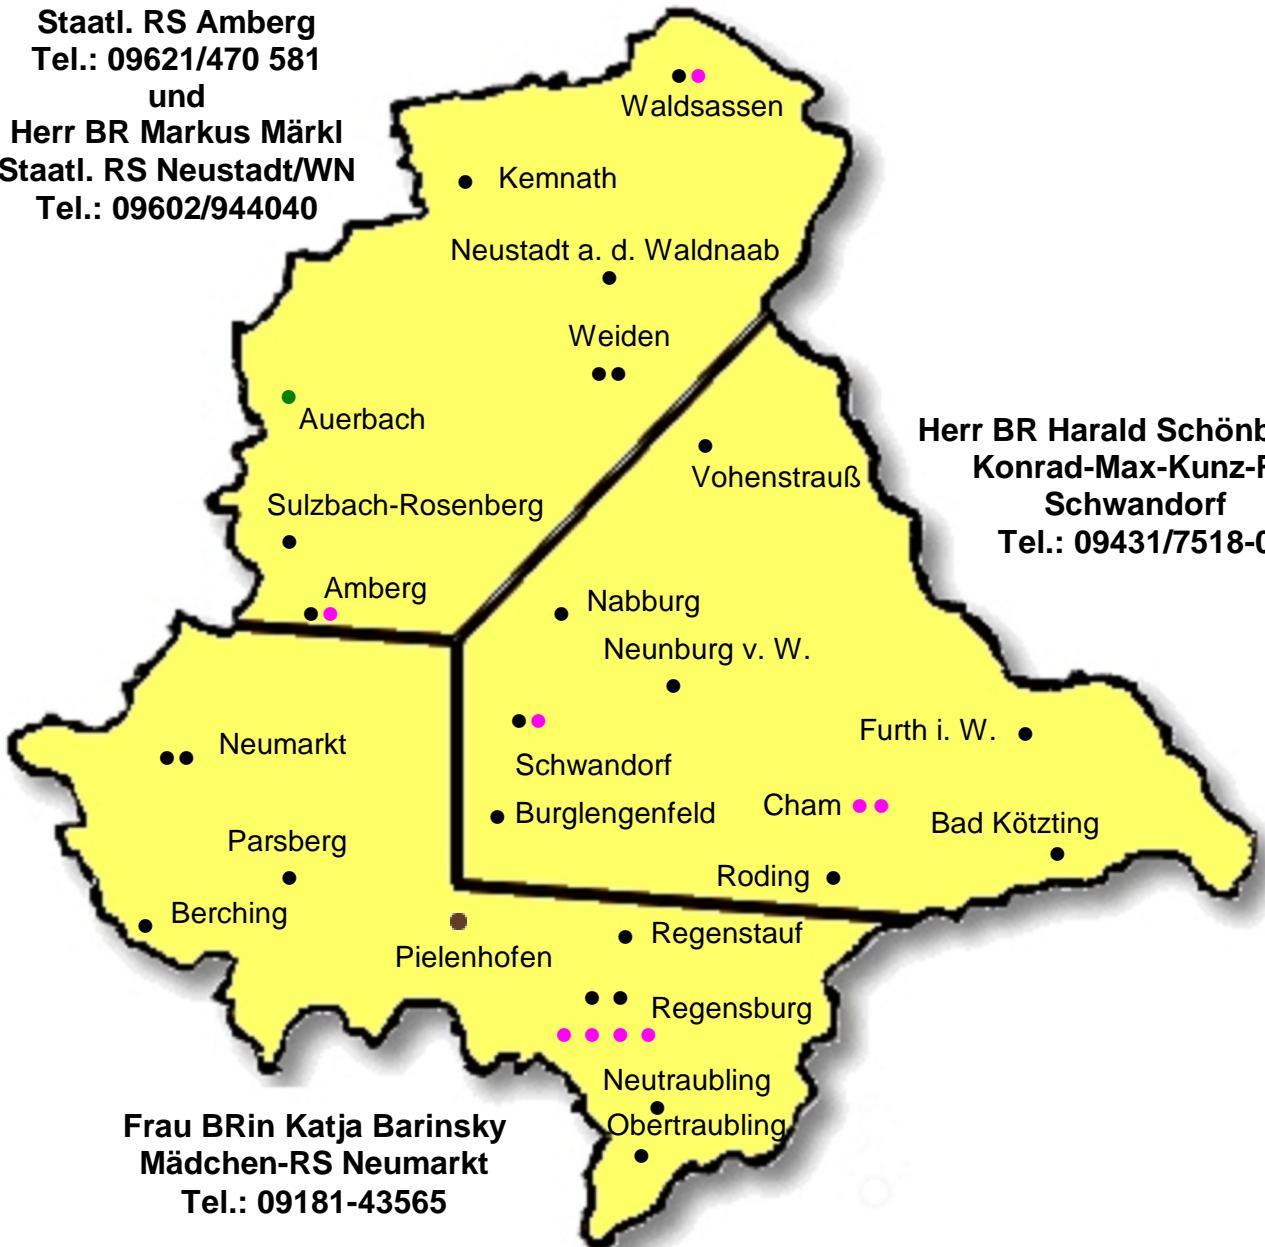 Staatl. RS Amberg
Tel.: 09621/470 581
und
Herr BR Markus Märkl
Staatl. RS Neustadt/WN
Tel.: 09602/944040
Waldsassen
Kemnath
Neustadt a. d. Waldnaab
Weiden
Auerbach
Vohenstrauß
Sulzbach-Rosenberg
Amberg
Herr BR Harald
Konrad-Max-Kunz-
Schwandorf
Tel.: 09431/7518-0
Nabburg
Neunburg v. W.
Neumarkt
Schwandorf
Furth i. W.
Burglengenfeld
Cham
Bad Kötzting
Parsberg
Roding
Berching
Pielenhofen
Regenstauf
Regensburg
Neutraubling
Obertraubling
Frau BRin Katja Barinsky
Mädchen-RS Neumarkt
Tel.: 09181-43565